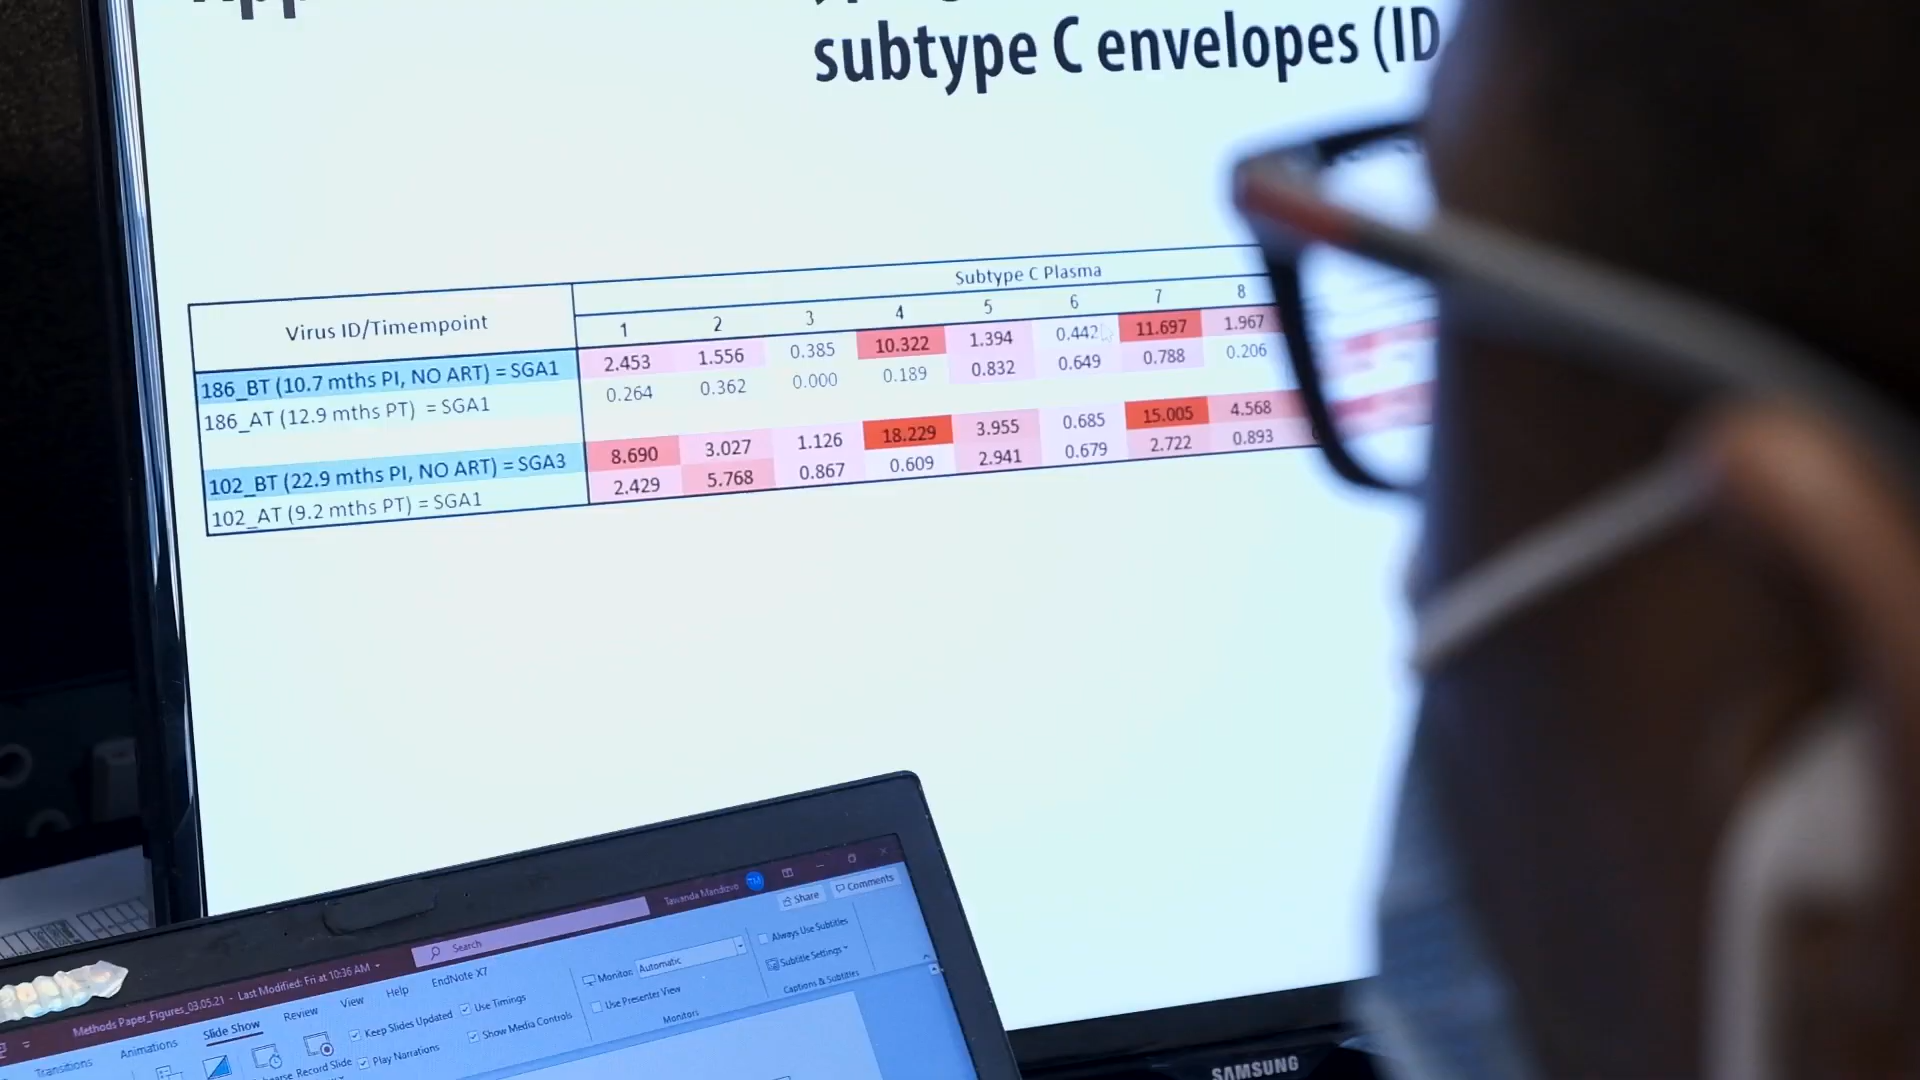 subtype C envelopes (ID
Subtype C Plasma
Virus ID/Timempoint 1 2 3 4 5 6 7 8
186_BT (10.7 mths PI, NO ART) = SGA1 2.453 1.556 0.385 10.322 1.394 0.442 11.697 1.967
186_AT (12.9 mths PT) = SGA1 0.264 0.362 0.000 0.189 0.832 0.649 0.788 0.206
102_BT (22.9 mths PI, NO ART) = SGA3 8.690 3.027 1.126 18.229 3.955 0.685 15.005 4.568
102_AT (9.2 mths PT) = SGA1 2.429 5.768 0.867 0.609 2.941 0.679 2.722 0.893
Methods Paper_Figures_03.05.21 - Last Modified: Fri at 10:36 AM Search Tawanda Mandizvo TM
Share Comments
Transitions Animations Slide Show Review View Help EndNote X7
Record Slide
Keep Slides Updated Use Timings
Play Narrations Show Media Controls
Monitor: Automatic
Use Presenter View
Monitors
Always Use Subtitles
Subtitle Settings
Captions & Subtitles
SAMSUNG